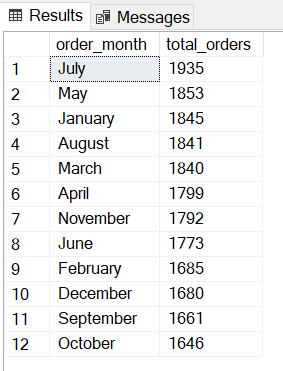 Results Messages
order_month total_orders
1 July 1935
2 May 1853
3 January 1845
4 August 1841
5 March 1840
6 April 1799
7 November 1792
8 June 1773
9 February 1685
10 December 1680
11 September 1661
12 October 1646